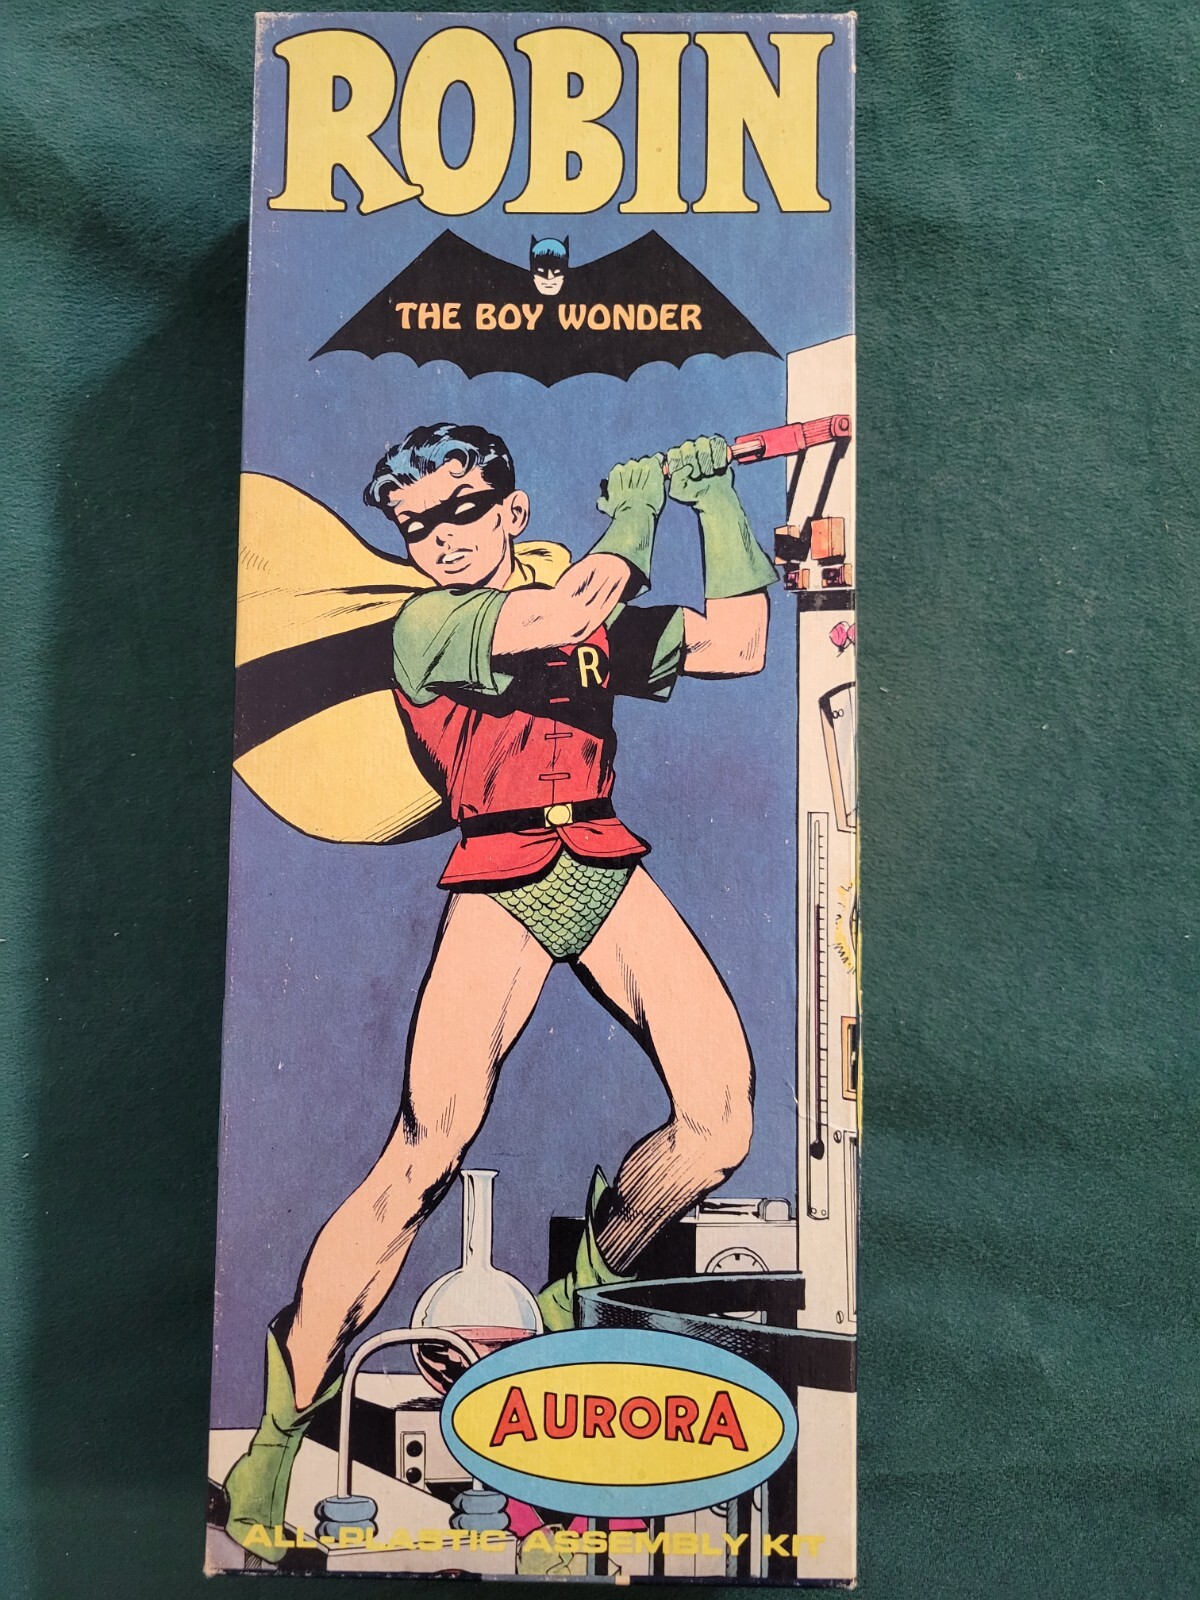 ROBIN
THE BOY WONDER
R
AURORA
ALL-PLASTIC ASSEMBLY KIT